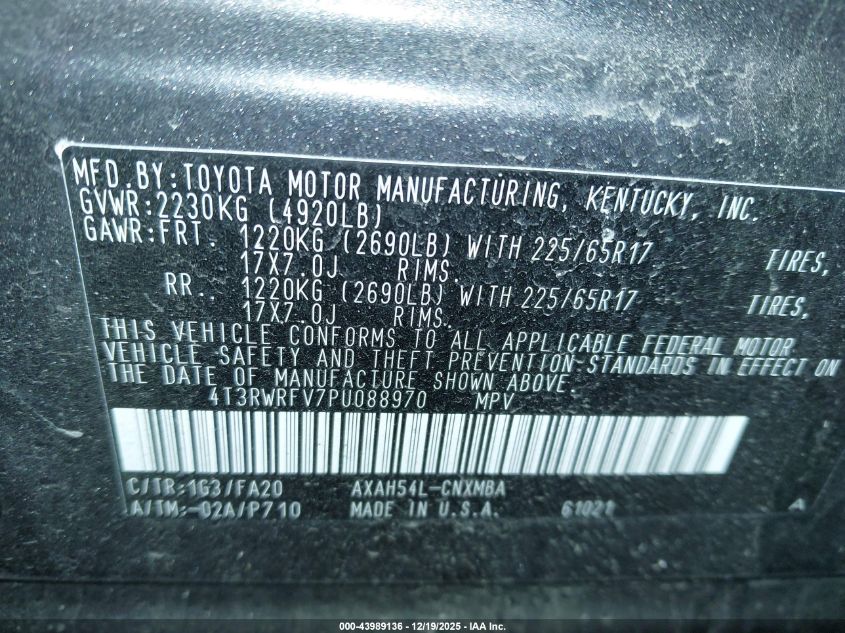 MFD.BY:TOYOTA MOTOR MANUFACTURING, KENTUCKY, INC.
GVWR:2230KG (4920LB)
GAWR:FRT. 1220KG (2690LB) WITH 225/65R17 TIRES,
17X7.0J RIMS.
RR.. 1220KG (2690LB) WITH 225/65R17 TIRES,
17X7.0J RIMS.
THIS VEHICLE CONFORMS TO ALL APPLICABLE FEDERAL MOTOR
VEHICLE SAFETY AND THEFT PREVENTION STANDARDS IN EFFECT ON
THE DATE OF MANUFACTURE SHOWN ABOVE.
4T3RWRFV7PU088970 MPV
C/TR:1G3/FA20 AXAH54L-CNXMBA
A/TM:-02A/P710 MADE IN U.S.A. 61021 A
000-43989136 - 12/19/2025 - IAA Inc.